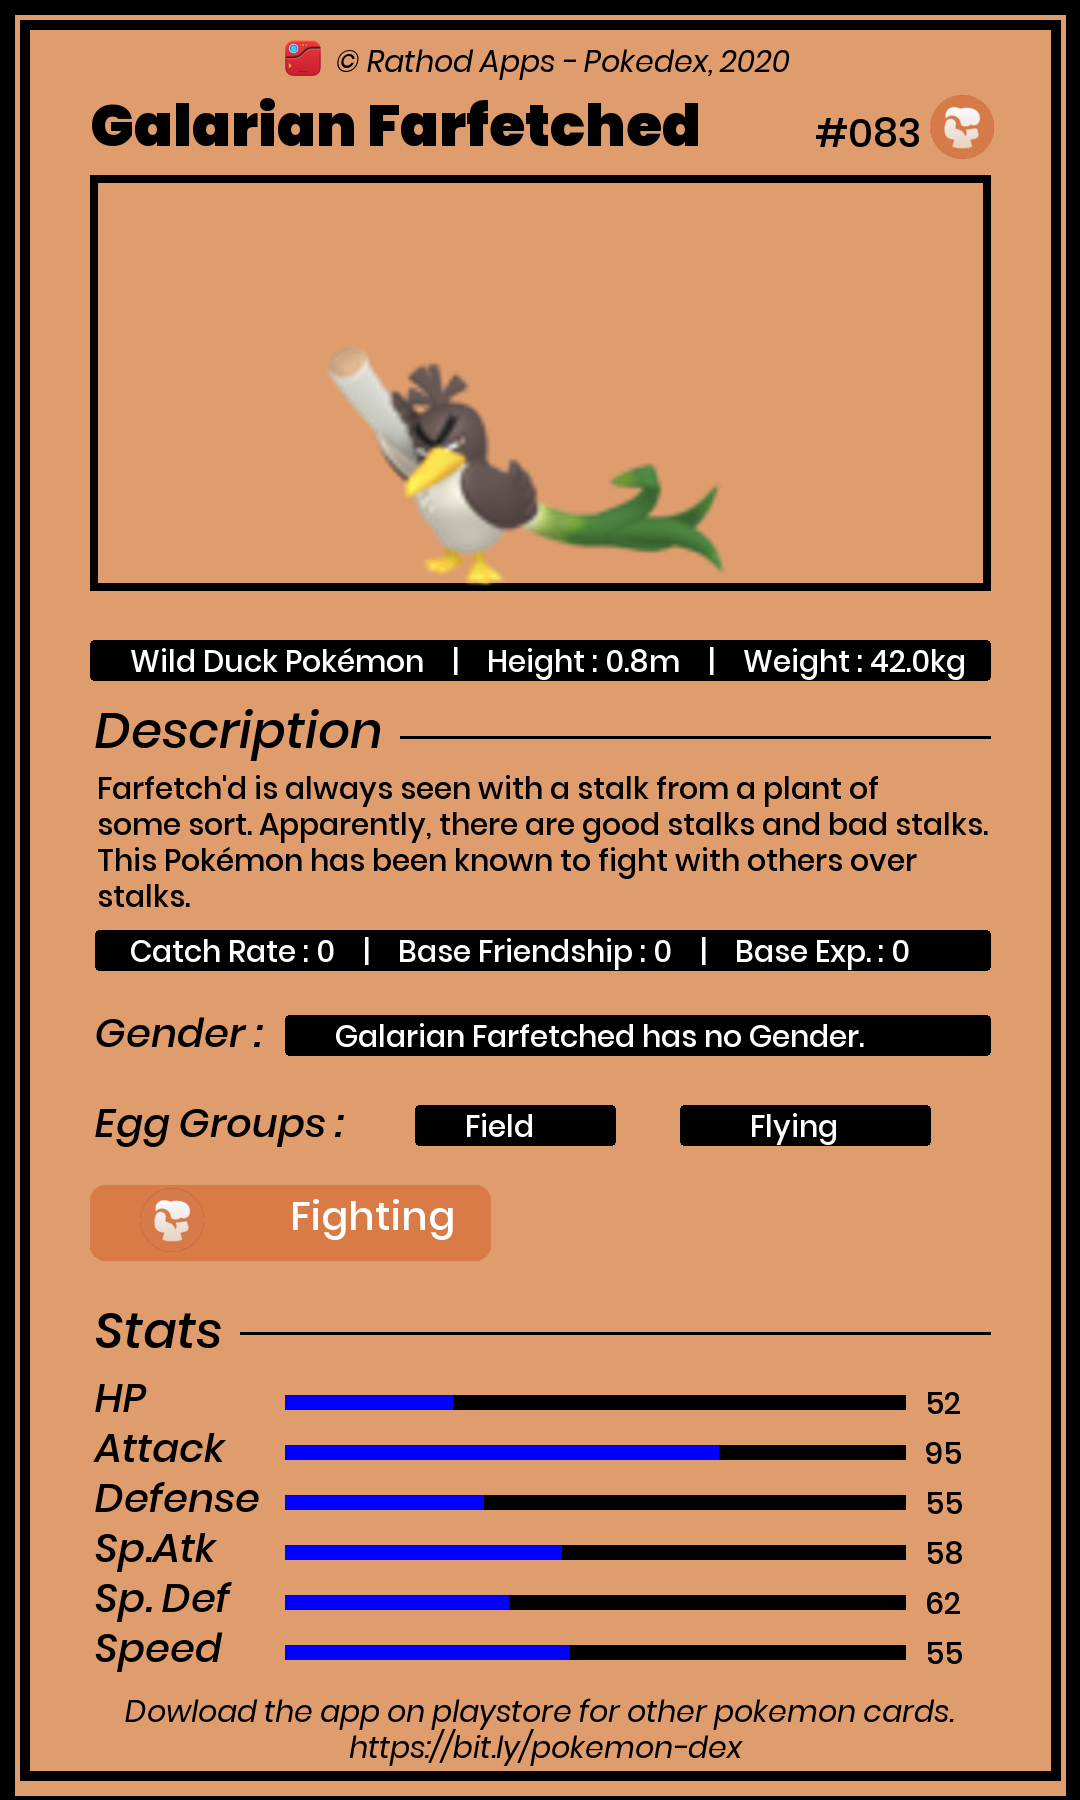 © Rathod Apps - Pokedex, 2020
Galarian Farfetched #083
Wild Duck Pokémon | Height : 0.8m | Weight : 42.0kg
Description
Farfetch'd is always seen with a stalk from a plant of
some sort. Apparently, there are good stalks and bad stalks.
This Pokémon has been known to fight with others over
stalks.
Catch Rate : 0 | Base Friendship : 0 | Base Exp. : 0
Gender : Galarian Farfetched has no Gender.
Egg Groups : Field Flying
Fighting
Stats
HP 52
Attack 95
Defense 55
Sp.Atk 58
Sp. Def 62
Speed 55
Dowload the app on playstore for other pokemon cards.
https://bit.ly/pokemon-dex